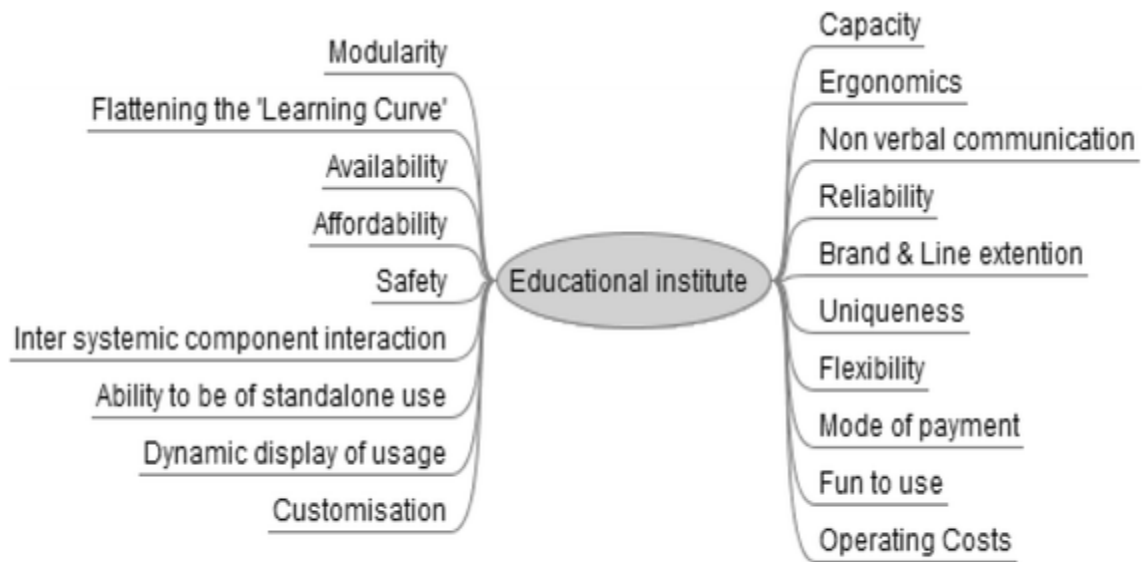 Modularity
Flattening the 'Learning Curve'
Availability
Affordability
Safety
Inter systemic component interaction
Ability to be of standalone use
Dynamic display of usage
Customisation
Educational institute
Capacity
Ergonomics
Non verbal communication
Reliability
Brand & Line extention
Uniqueness
Flexibility
Mode of payment
Fun to use
Operating Costs